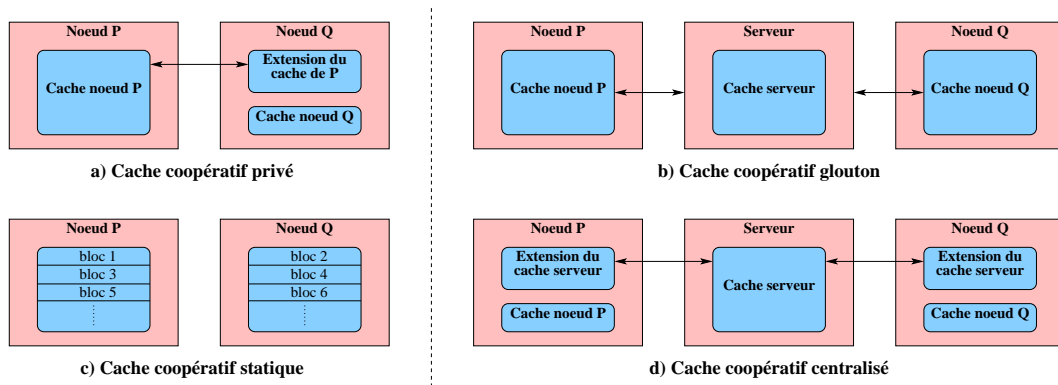 Noeud P
Cache noeud P
Noeud Q
Extension du
cache de P
Cache noeud Q
a) Cache coopératif privé
Noeud P
Cache noeud P
Serveur
Cache serveur
Noeud Q
Cache noeud Q
b) Cache coopératif glouton
Noeud P
bloc 1
bloc 3
bloc 5
Noeud Q
bloc 2
bloc 4
bloc 6
c) Cache coopératif statique
Noeud P
Extension du
cache serveur
Cache noeud P
Serveur
Cache serveur
Noeud Q
Extension du
cache serveur
Cache noeud Q
d) Cache coopératif centralisé